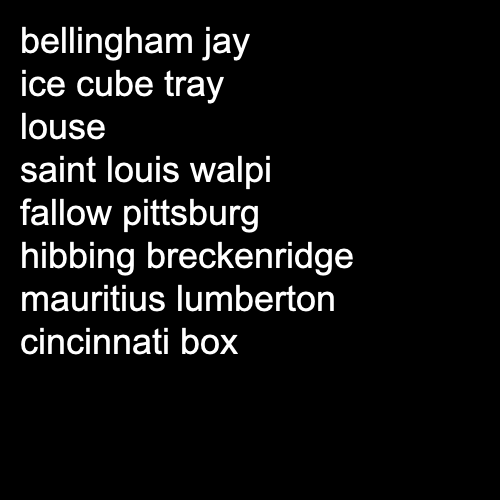 bellingham jay
ice cube tray
louse
saint louis walpi
fallow pittsburg
hibbing breckenridge
mauritius lumberton
cincinnati box